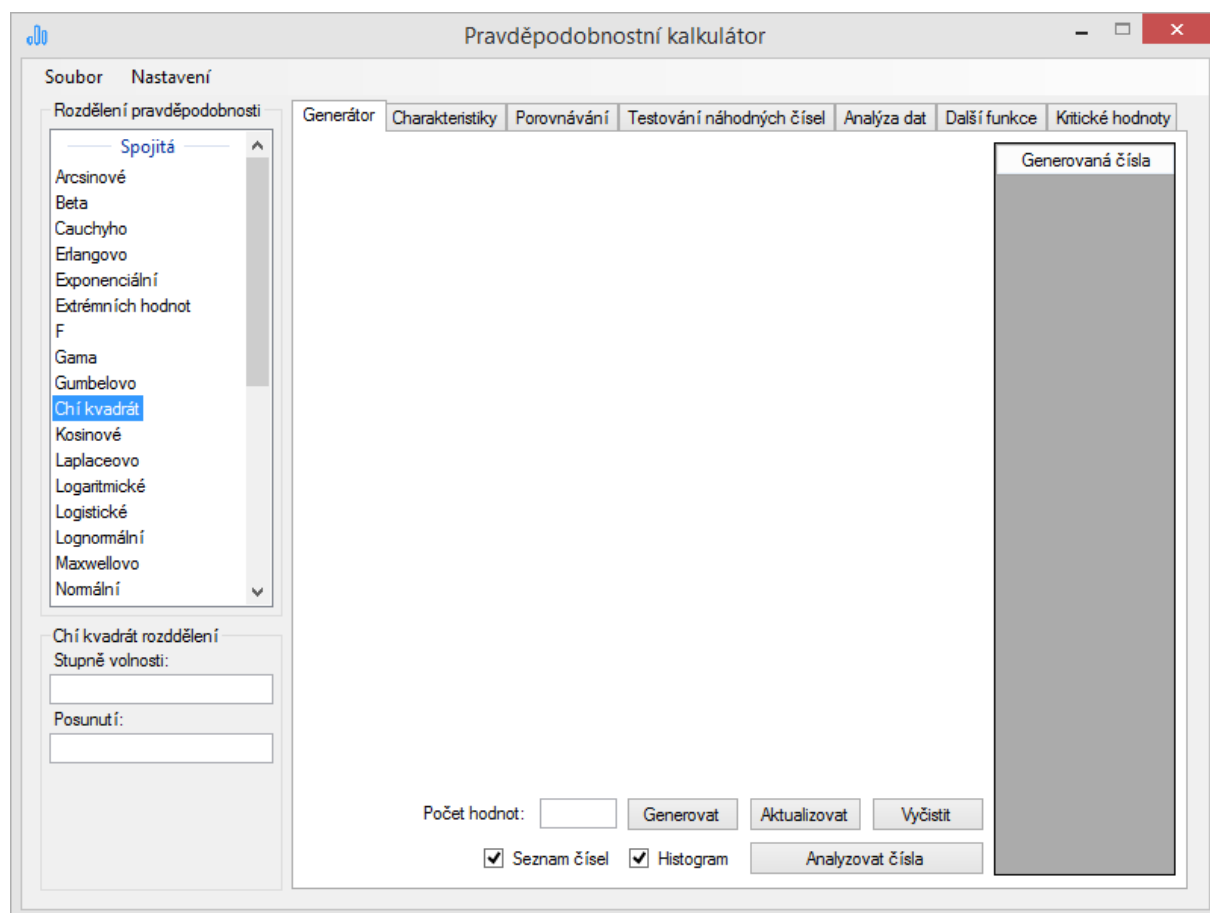 Pravděpodobnostní kalkulátor
Soubor Nastavení
Rozdělení pravděpodobnosti
Spojitá
Arcsinové
Beta
Cauchyho
Erlangovo
Exponenciální
Extrémních hodnot
F
Gama
Gumbelovo
Chí kvadrát
Kosinové
Laplaceovo
Logaritmické
Logistické
Lognormální
Maxwellovo
Normální
Chí kvadrát rozddělení
Stupně volnosti:
Posunutí:
Generátor Charakteristiky Porovnávání Testování náhodných čísel Analýza dat Další funkce Kritické hodnoty
Generovaná čísla
Počet hodnot: Generovat Aktualizovat Vyčistit
Seznam čísel Histogram Analyzovat čísla